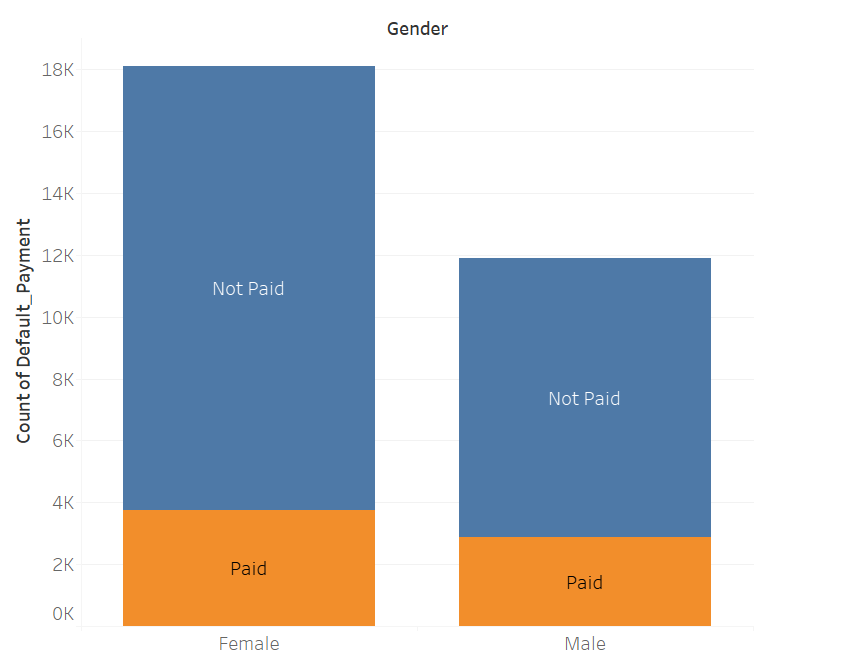 Gender
Count of Default_Payment
18K
16K
14K
12K
10K
8K
6K
4K
2K
0K
Not Paid
Not Paid
Paid
Paid
Female
Male